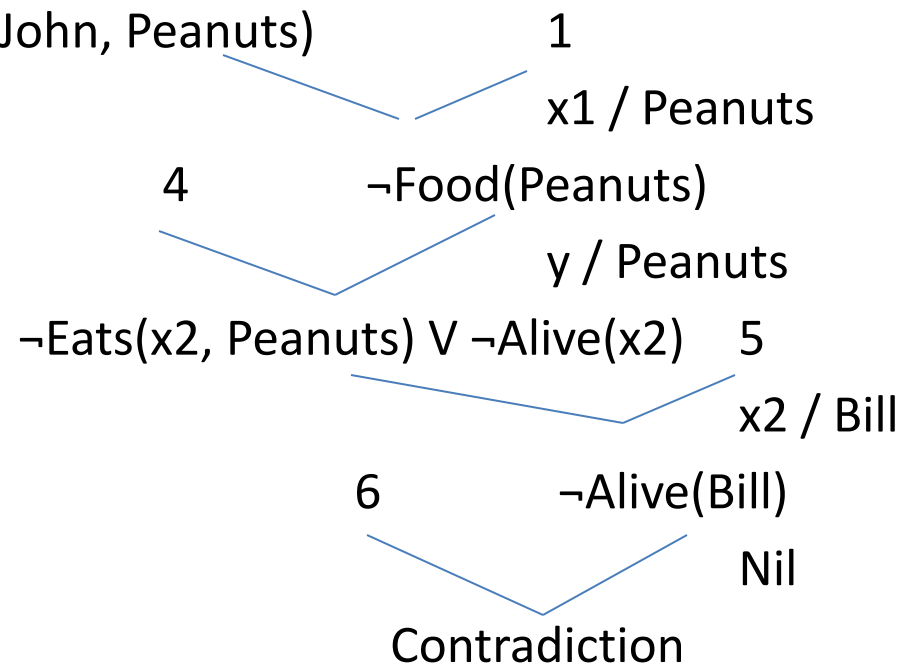 John, Peanuts) 1
x1 / Peanuts
4 ¬Food(Peanuts)
y / Peanuts
¬Eats(x2, Peanuts) V ¬Alive(x2) 5
x2 / Bill
6 ¬Alive(Bill)
Nil
Contradiction